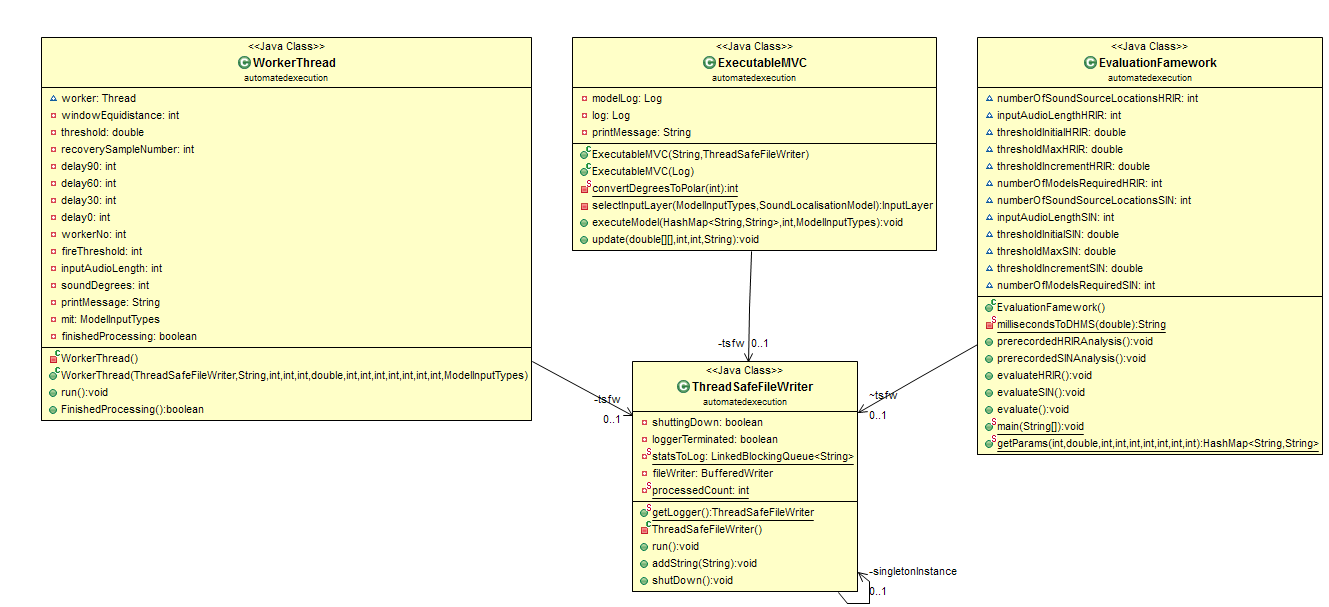 <<Java Class>>
WorkerThread
automatedexecution
worker: Thread
windowEquidistance: int
threshold: double
recoverySampleNumber: int
delay90: int
delay60: int
delay30: int
delay0: int
workerNo: int
fireThreshold: int
inputAudioLength: int
soundDegrees: int
printMessage: String
mit: ModelInputTypes
finishedProcessing: boolean
WorkerThread()
WorkerThread(ThreadSafeFileWriter,String,int,int,int,double,int,int,int,int,int,int,int,ModelInputTypes)
run():void
FinishedProcessing():boolean
<<Java Class>>
ExecutableMVC
automatedexecution
modelLog: Log
log: Log
printMessage: String
ExecutableMVC(String,ThreadSafeFileWriter)
ExecutableMVC(Log)
convertDegreesToPolar(int):int
selectInputLayer(ModelInputTypes,SoundLocalisationModel):InputLayer
executeModel(HashMap<String,String>,int,ModelInputTypes):void
update(double[][],int,int,String):void
<<Java Class>>
EvaluationFamework
automatedexecution
numberOfSoundSourceLocationsHRIR: int
inputAudioLengthHRIR: int
thresholdInitialHRIR: double
thresholdMaxHRIR: double
thresholdIncrementHRIR: double
numberOfModelsRequiredHRIR: int
numberOfSoundSourceLocationsSIN: int
inputAudioLengthSIN: int
thresholdInitialSIN: double
thresholdMaxSIN: double
thresholdIncrementSIN: double
numberOfModelsRequiredSIN: int
EvaluationFamework()
millisecondsToDHMS(double):String
prerecordedHRIRAnalysis():void
prerecordedSINAnalysis():void
evaluateHRIR():void
evaluateSIN():void
evaluate():void
main(String[]):void
getParams(int,double,int,int,int,int,int,int,int):HashMap<String,String>
-tsfw
0..1
-tsfw 0..1
~tsfw
0..1
<<Java Class>>
ThreadSafeFileWriter
automatedexecution
shuttingDown: boolean
loggerTerminated: boolean
statsToLog: LinkedBlockingQueue<String>
fileWriter: BufferedWriter
processedCount: int
getLogger():ThreadSafeFileWriter
ThreadSafeFileWriter()
run():void
addString(String):void
shutDown():void
-singletonInstance
0..1